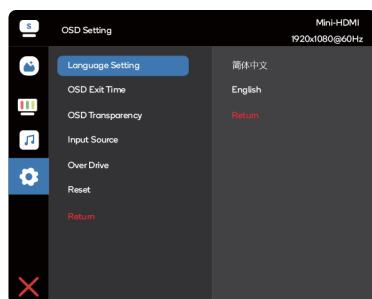 S
OSD Setting
Mini-HDMI
1920x1080@60Hz
Language Setting
简体中文
OSD Exit Time
English
OSD Transparency
Return
Input Source
Over Drive
Reset
Return